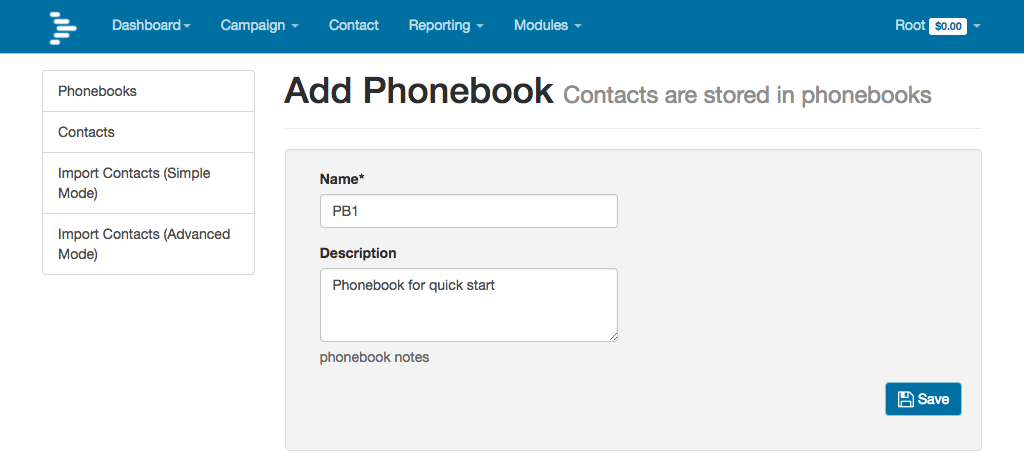 Dashboard Campaign Contact Reporting Modules Root $0.00
Phonebooks
Contacts
Import Contacts (Simple
Mode)
Import Contacts (Advanced
Mode)
Add Phonebook Contacts are stored in phonebooks
Name*
PB1
Description
Phonebook for quick start
phonebook notes
Save